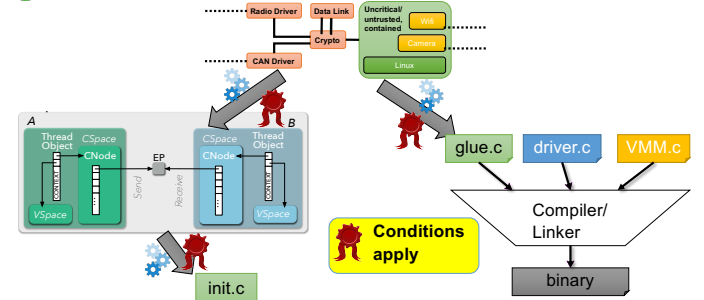 Radio Driver
Data Link
Uncritical/
untrusted,
contained
Wifi
Crypto
Camera
CAN Driver
Linux
A
B
Thread
Object
CSpace
CSpace
Thread
Object
CNode
EP
CNode
CONTEXT
Send
Receive
CONTEXT
VSpace
VSpace
glue.c
driver.c
VMM.c
Compiler/
Linker
Conditions
apply
init.c
binary